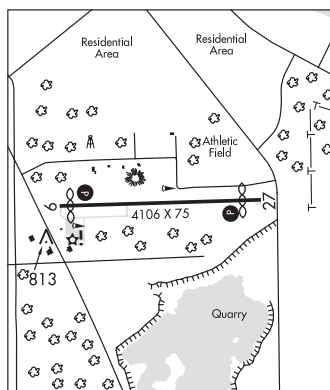 Residential
Area
Residential
Area
T
T
T
T
Athletic
Field
P
9
4106 X 75
P
27
813
Quarry